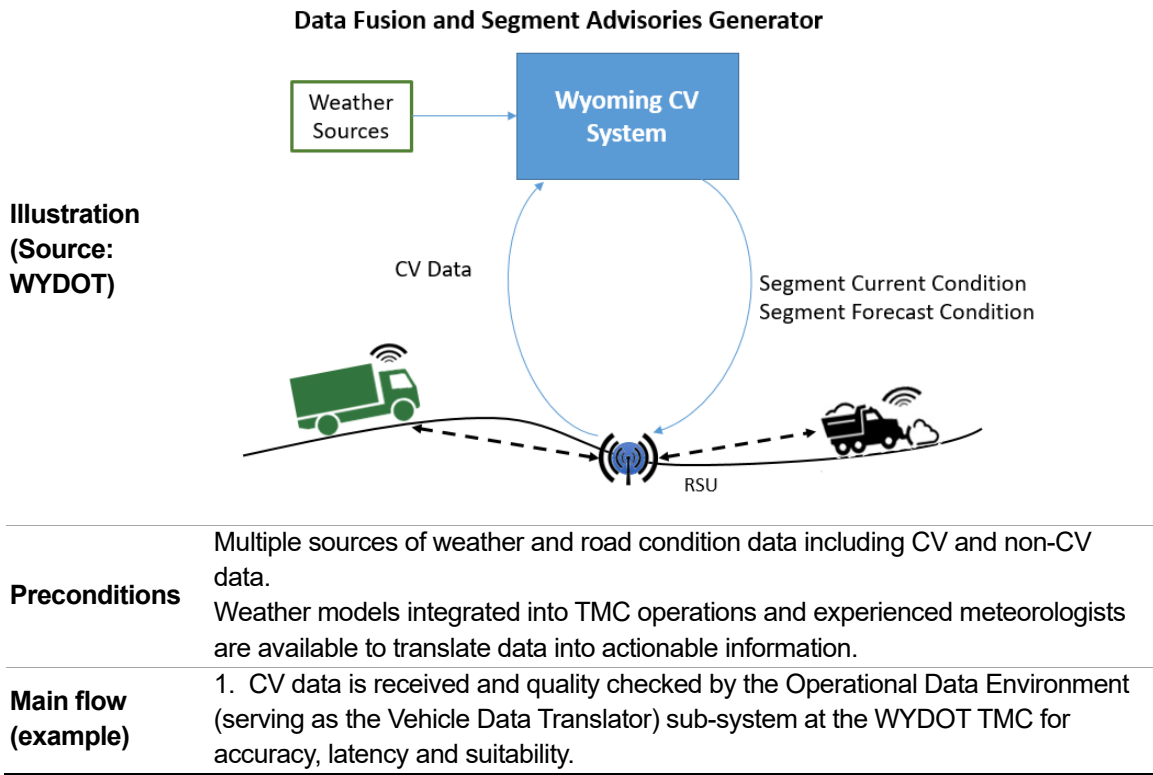 Data Fusion and Segment Advisories Generator
Weather
Sources
Wyoming CV
System
Illustration
(Source:
WYDOT)
CV Data
Segment Current Condition
Segment Forecast Condition
RSU
Preconditions
Multiple sources of weather and road condition data including CV and non-CV
data.
Weather models integrated into TMC operations and experienced meteorologists
are available to translate data into actionable information.
Main flow
(example)
1. CV data is received and quality checked by the Operational Data Environment
(serving as the Vehicle Data Translator) sub-system at the WYDOT TMC for
accuracy, latency and suitability.